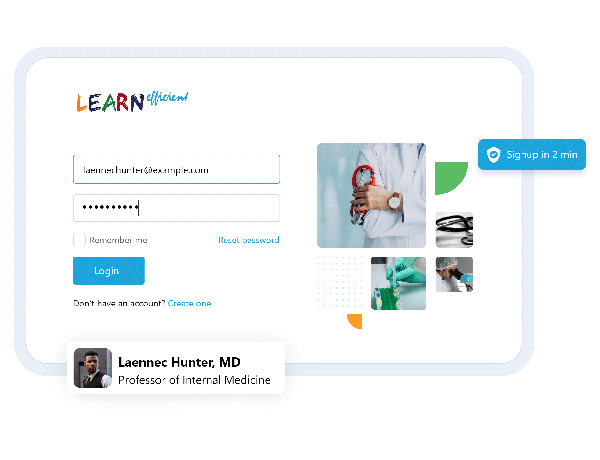 LEARN efficient
Signup in 2 min
laennechunter@example.com
Remember me
Reset password
Login
Don't have an account? Create one
Laennec Hunter, MD
Professor of Internal Medicine